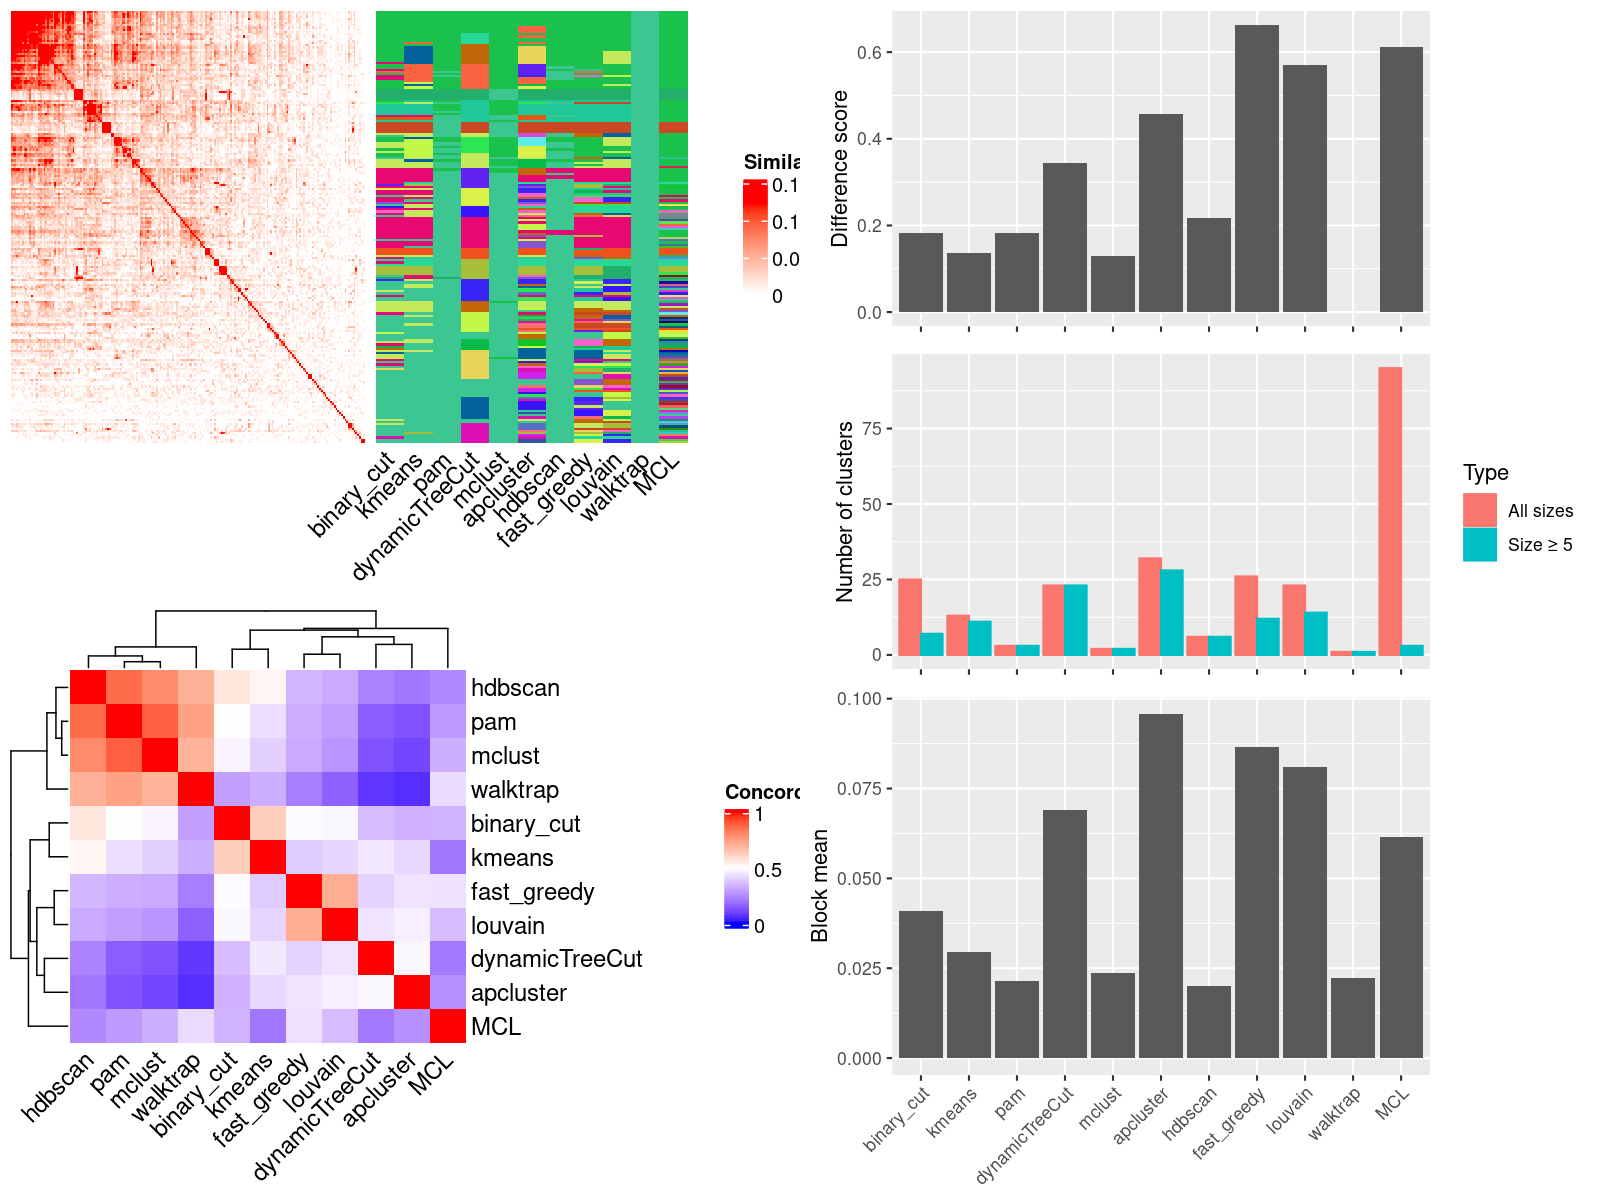 Simila
0.1
0.1
0.0
0
binary_cut
kmeans
pam
dynamicTreeCut
mclust
apcluster
hdbscan
fast_greedy
louvain
walktrap
MCL
hdbscan
pam
mclust
walktrap
binary_cut
kmeans
fast_greedy
louvain
dynamicTreeCut
apcluster
MCL
hdbscan
pam
mclust
walktrap
binary_cut
kmeans
fast_greedy
louvain
dynamicTreeCut
apcluster
MCL
Concord
1
0.5
0
Difference score
0.6
0.4
0.2
0.0
Number of clusters
75
50
25
0
Type
All sizes
Size ≥ 5
Block mean
0.100
0.075
0.050
0.025
0.000
binary_cut
kmeans
pam
dynamicTreeCut
mclust
apcluster
hdbscan
fast_greedy
louvain
walktrap
MCL